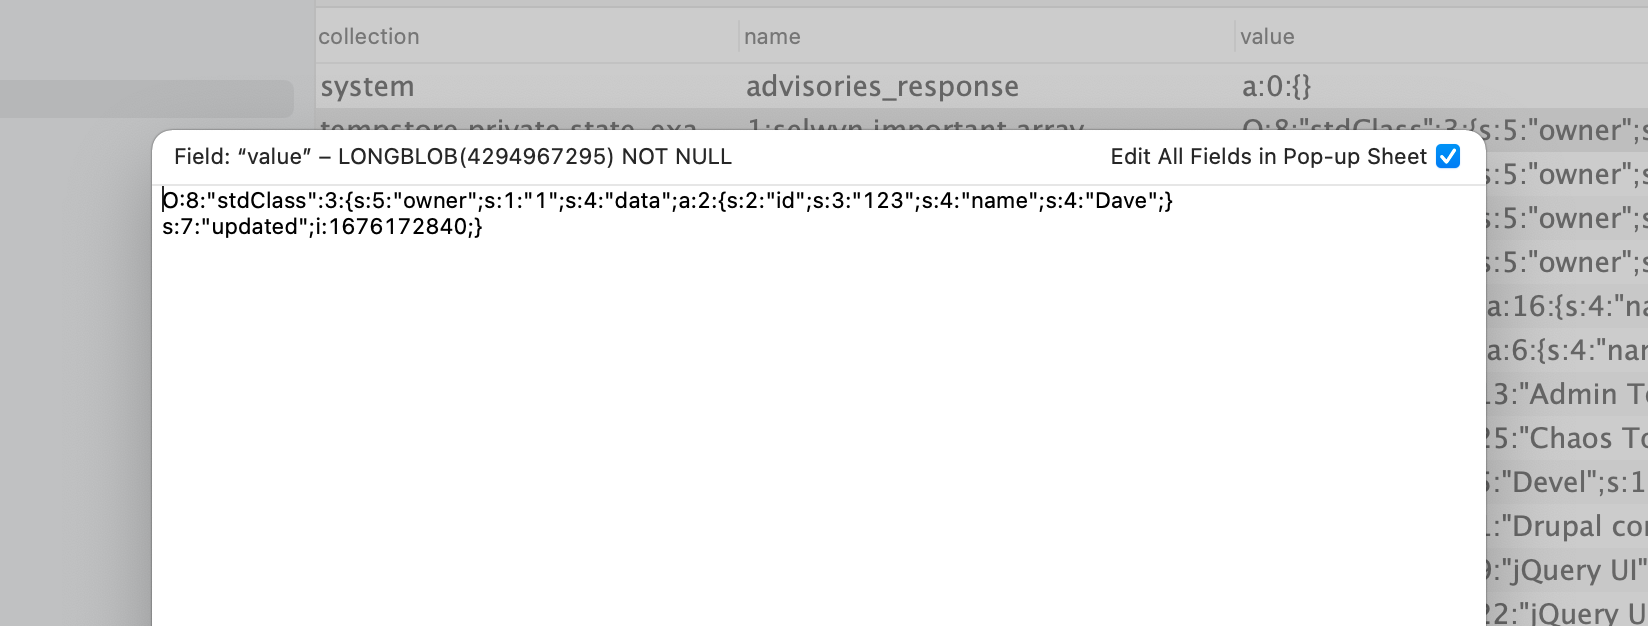 collection name value
system advisories_response a:0:{}
Field: “value” – LONGBLOB(4294967295) NOT NULL Edit All Fields in Pop-up Sheet
O:8:"stdClass":3:{s:5:"owner";s:1:"1";s:4:"data";a:2:{s:2:"id";s:3:"123";s:4:"name";s:4:"Dave";}
s:7:"updated";i:1676172840;}
tempstore.private.state_exa 1:selwyn_important_array O:8:"stdClass":3:{s:5:"owner";s
s:5:"owner";s
s:5:"owner";s
s:5:"owner";s
a:16:{s:4:"na
a:6:{s:4:"nar
13:"Admin To
25:"Chaos To
:"Devel";s:1
:"Drupal cor
9:"jQuery UI"
22:"jQuery U